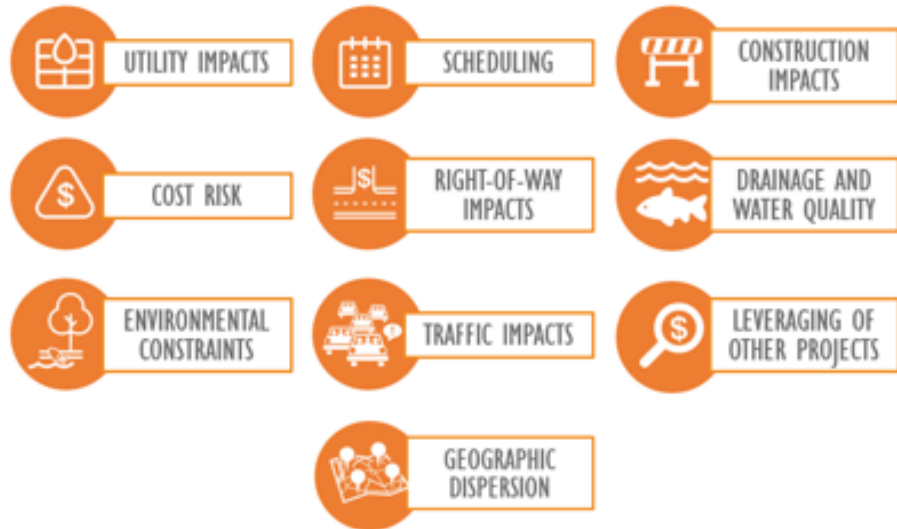 UTILITY IMPACTS
SCHEDULING
CONSTRUCTION
IMPACTS
$
COST RISK
$
RIGHT-OF-WAY
IMPACTS
DRAINAGE AND
WATER QUALITY
ENVIRONMENTAL
CONSTRAINTS
TRAFFIC IMPACTS
$
LEVERAGING OF
OTHER PROJECTS
GEOGRAPHIC
DISPERSION